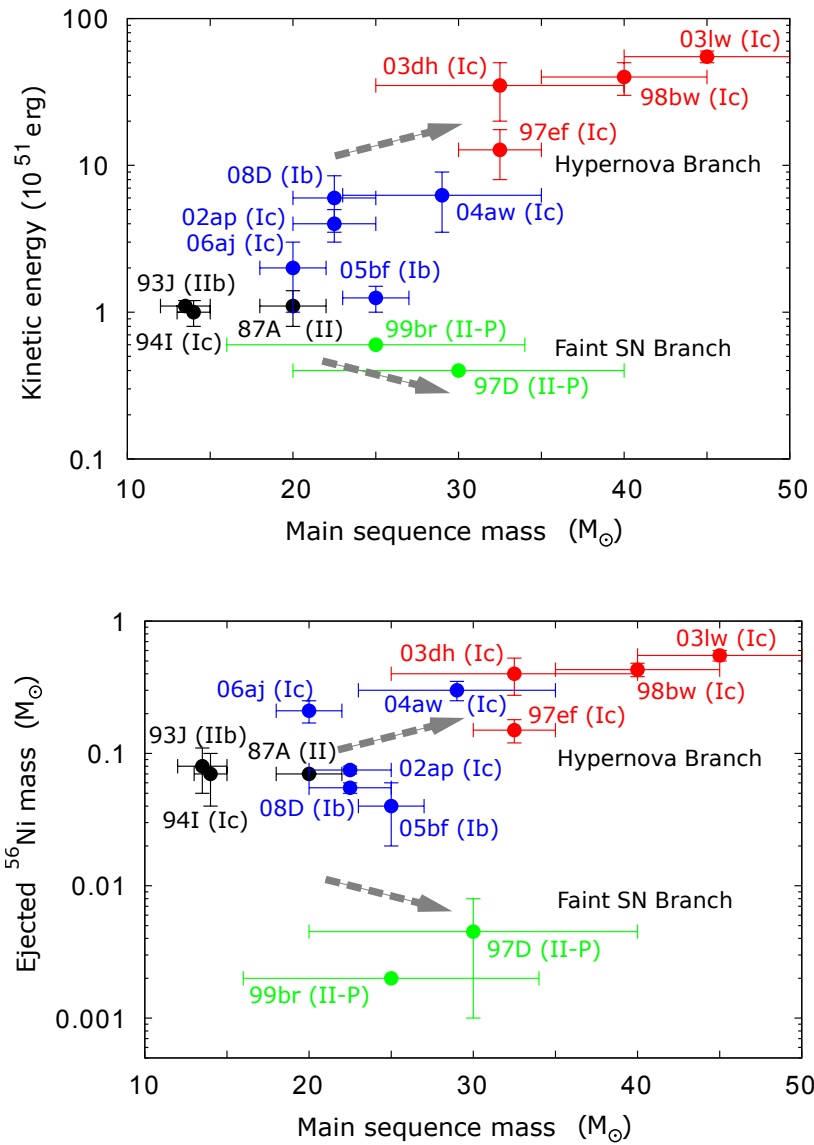 100
03lw (Ic)
03dh (Ic)
98bw (Ic)
97ef (Ic)
10
08D (Ib)
Hypernova Branch
02ap (Ic)
04aw (Ic)
06aj (Ic)
93J (IIb)
05bf (Ib)
1
94I (Ic)
87A (II)
99br (II-P)
Faint SN Branch
97D (II-P)
0.1
Kinetic energy (10⁵¹ erg)
10 20 30 40 50
Main sequence mass (M☉)
1
03lw (Ic)
03dh (Ic)
98bw (Ic)
06aj (Ic)
04aw (Ic)
97ef (Ic)
93J (IIb)
87A (II)
0.1
02ap (Ic)
Hypernova Branch
08D (Ib)
94I (Ic)
05bf (Ib)
0.01
Faint SN Branch
97D (II-P)
99br (II-P)
0.001
Ejected ⁵⁶Ni mass (M☉)
10 20 30 40 50
Main sequence mass (M☉)